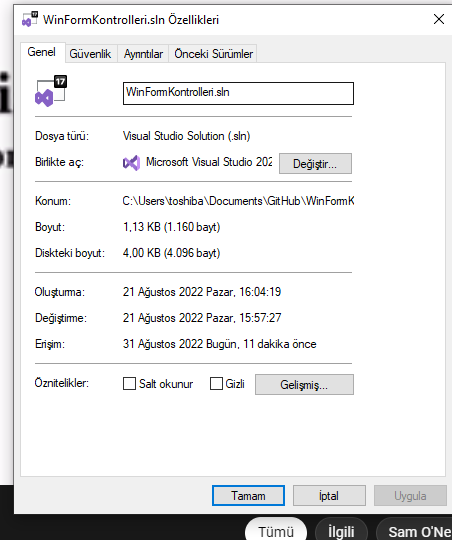 WinFormKontrolleri.sln Özellikleri
Genel Güvenlik Ayrıntılar Önceki Sürümler
17
WinFormKontrolleri.sln
Dosya türü: Visual Studio Solution (.sln)
Birlikte aç: Microsoft Visual Studio 202 Değiştir...
Konum: C:\Users\toshiba\Documents\GitHub\WinFormK
Boyut: 1,13 KB (1.160 bayt)
Diskteki boyut: 4,00 KB (4.096 bayt)
Oluşturma: 21 Ağustos 2022 Pazar, 16:04:19
Değiştirme: 21 Ağustos 2022 Pazar, 15:57:27
Erişim: 31 Ağustos 2022 Bugün, 11 dakika önce
Öznitelikler: Salt okunur Gizli Gelişmiş...
Tamam İptal Uygula
Tümü İlgili Sam O'Ne